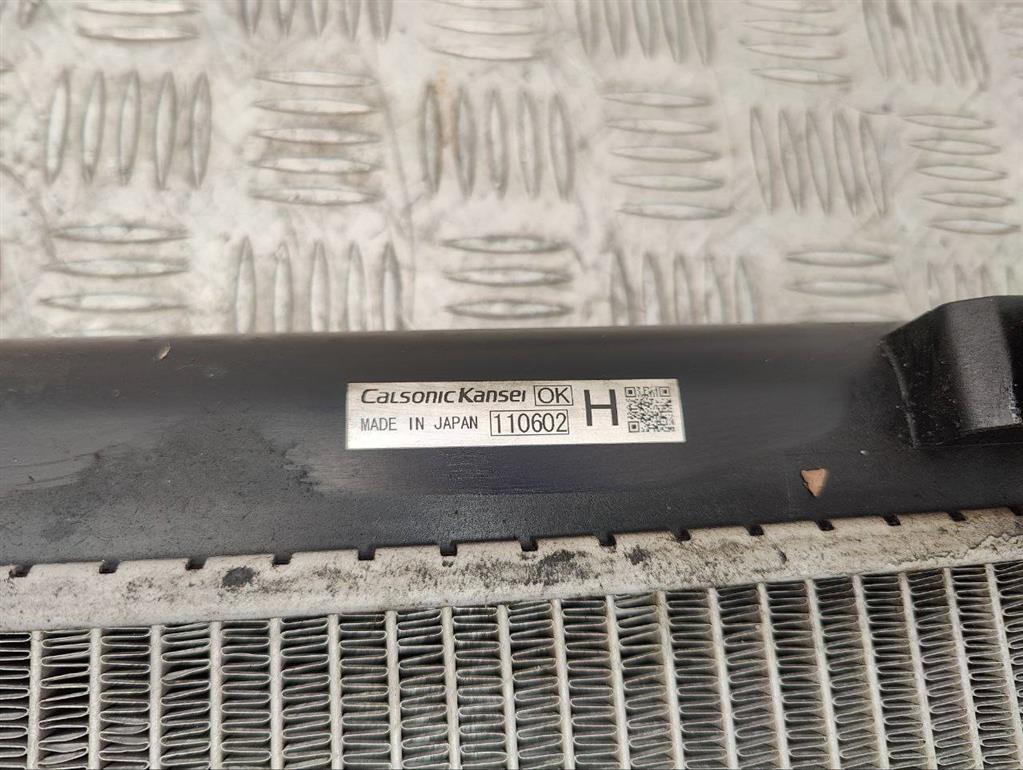 CalsonicKansei OK H
MADE IN JAPAN 110602